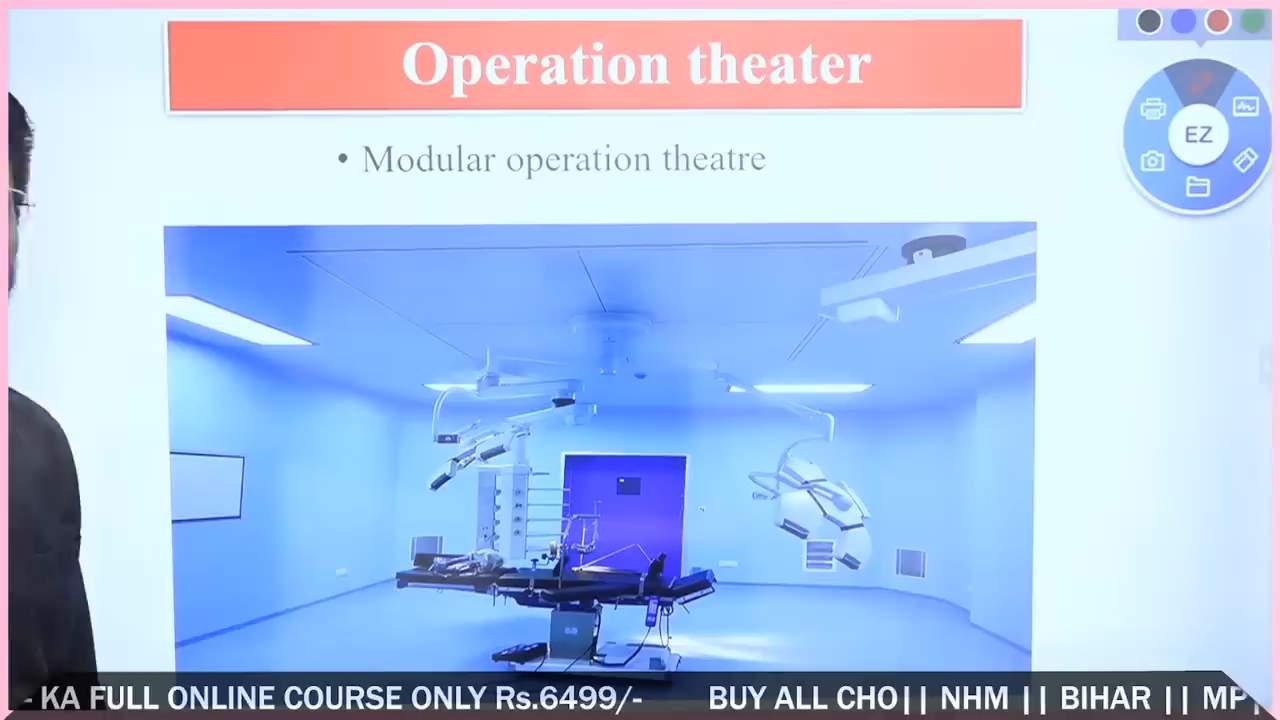 Operation theater
• Modular operation theatre
EZ
- KA FULL ONLINE COURSE ONLY Rs.6499/- BUY ALL CHO|| NHM || BIHAR || MP|